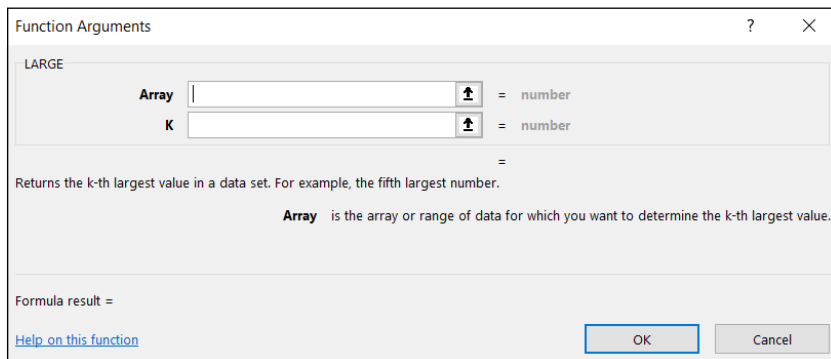 Function Arguments ? ×
LARGE
Array = number
K = number
=
Returns the k-th largest value in a data set. For example, the fifth largest number.
Array is the array or range of data for which you want to determine the k-th largest value.
Formula result =
Help on this function OK Cancel